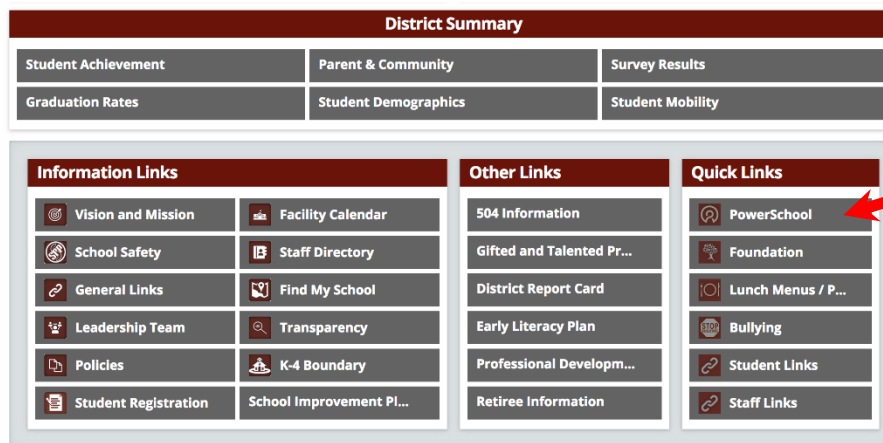 District Summary
Student Achievement
Parent & Community
Survey Results
Graduation Rates
Student Demographics
Student Mobility
Information Links
Vision and Mission
Facility Calendar
School Safety
Staff Directory
General Links
Find My School
Leadership Team
Transparency
Policies
K-4 Boundary
Student Registration
School Improvement Pl...
Other Links
504 Information
Gifted and Talented Pr...
District Report Card
Early Literacy Plan
Professional Developm...
Retiree Information
Quick Links
PowerSchool
Foundation
Lunch Menus / P...
STOP
Bullying
Student Links
Staff Links